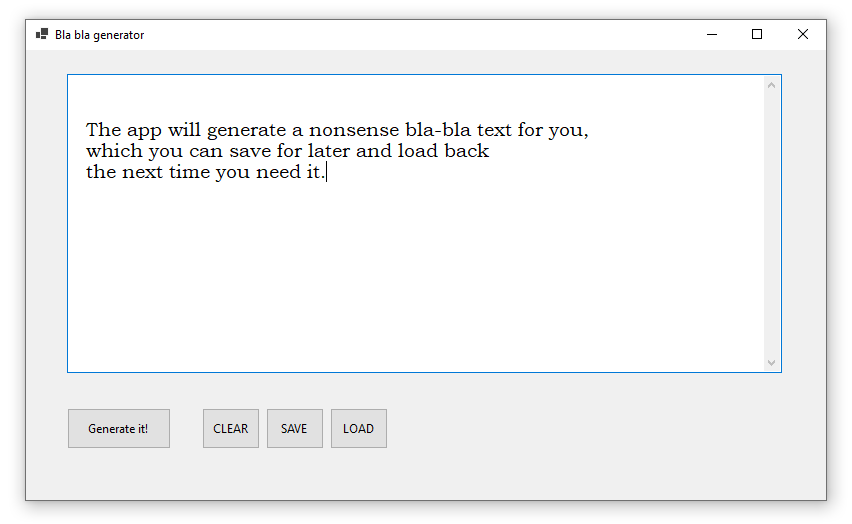 Bla bla generator
The app will generate a nonsense bla-bla text for you,
which you can save for later and load back
the next time you need it.
Generate it! CLEAR SAVE LOAD